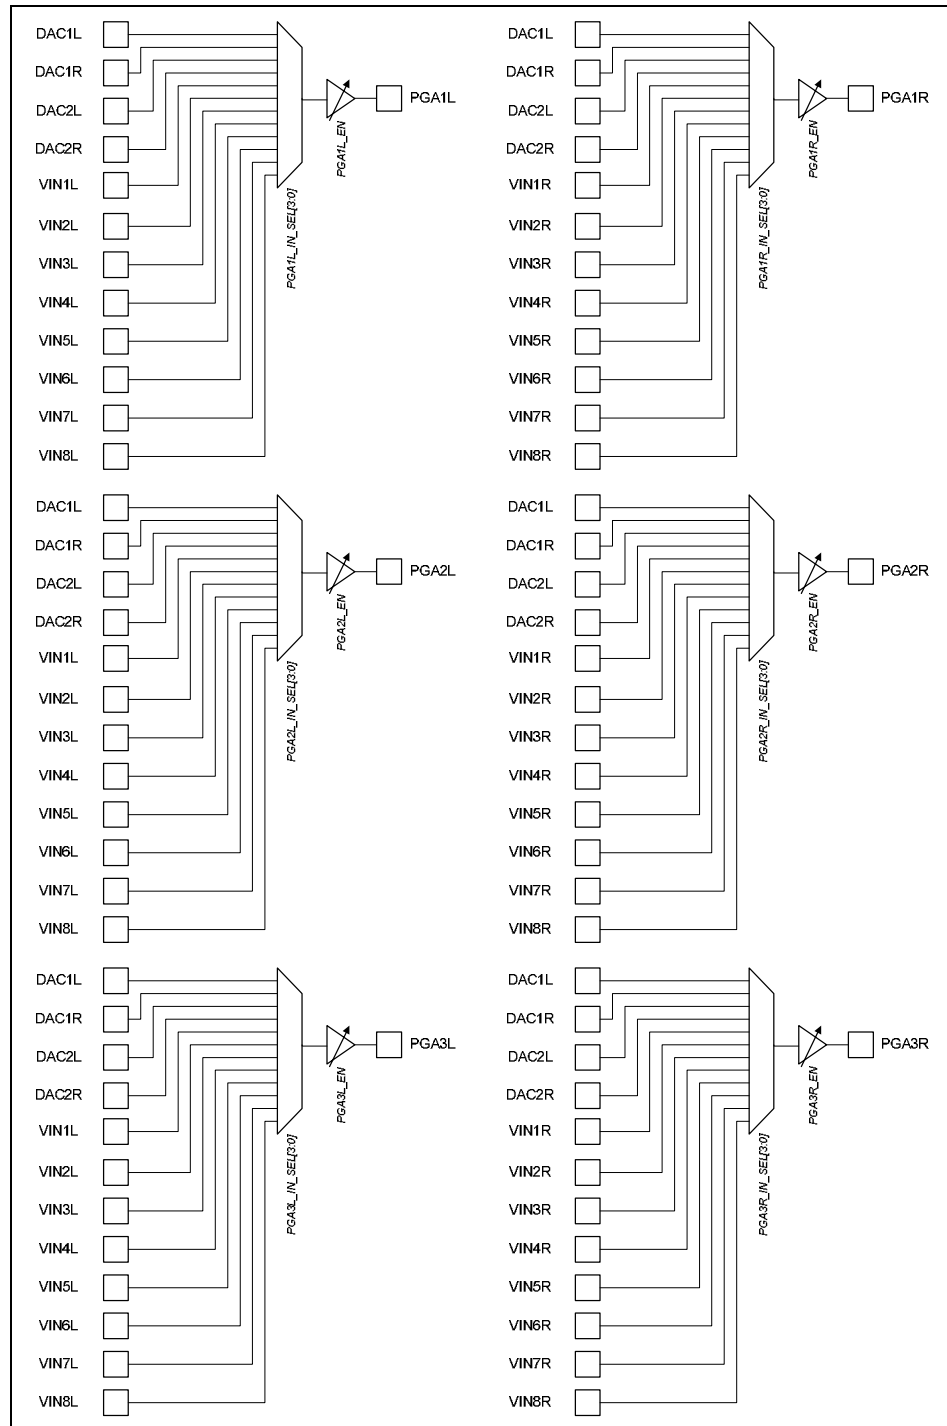 DAC1L
DAC1R
DAC2L
DAC2R
VIN1L
VIN2L
VIN3L
VIN4L
VIN5L
VIN6L
VIN7L
VIN8L
PGA1L_IN_SEL[3:0]
PGA1L_EN
PGA1L
DAC1L
DAC1R
DAC2L
DAC2R
VIN1R
VIN2R
VIN3R
VIN4R
VIN5R
VIN6R
VIN7R
VIN8R
PGA1R_IN_SEL[3:0]
PGA1R_EN
PGA1R
DAC1L
DAC1R
DAC2L
DAC2R
VIN1L
VIN2L
VIN3L
VIN4L
VIN5L
VIN6L
VIN7L
VIN8L
PGA2L_IN_SEL[3:0]
PGA2L_EN
PGA2L
DAC1L
DAC1R
DAC2L
DAC2R
VIN1R
VIN2R
VIN3R
VIN4R
VIN5R
VIN6R
VIN7R
VIN8R
PGA2R_IN_SEL[3:0]
PGA2R_EN
PGA2R
DAC1L
DAC1R
DAC2L
DAC2R
VIN1L
VIN2L
VIN3L
VIN4L
VIN5L
VIN6L
VIN7L
VIN8L
PGA3L_IN_SEL[3:0]
PGA3L_EN
PGA3L
DAC1L
DAC1R
DAC2L
DAC2R
VIN1R
VIN2R
VIN3R
VIN4R
VIN5R
VIN6R
VIN7R
VIN8R
PGA3R_IN_SEL[3:0]
PGA3R_EN
PGA3R